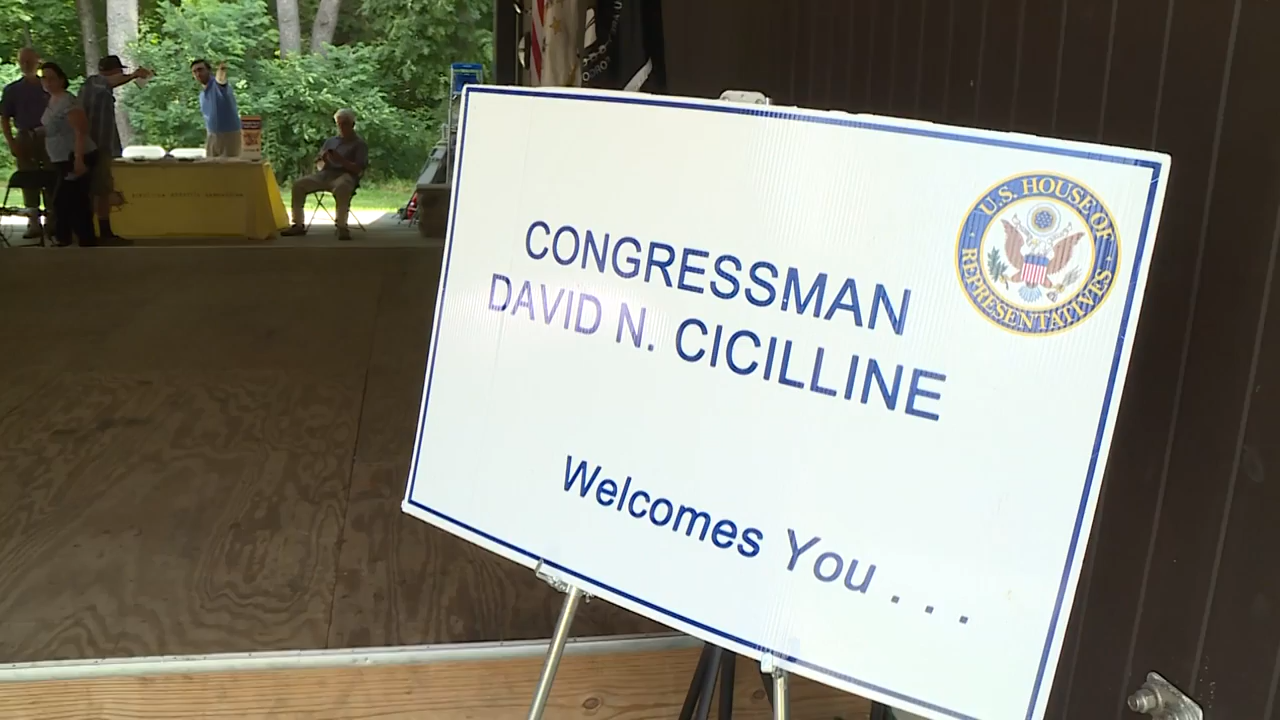 CONGRESSMAN
DAVID N. CICILLINE
Welcomes You . . .
U.S. HOUSE OF
REPRESENTATIVES